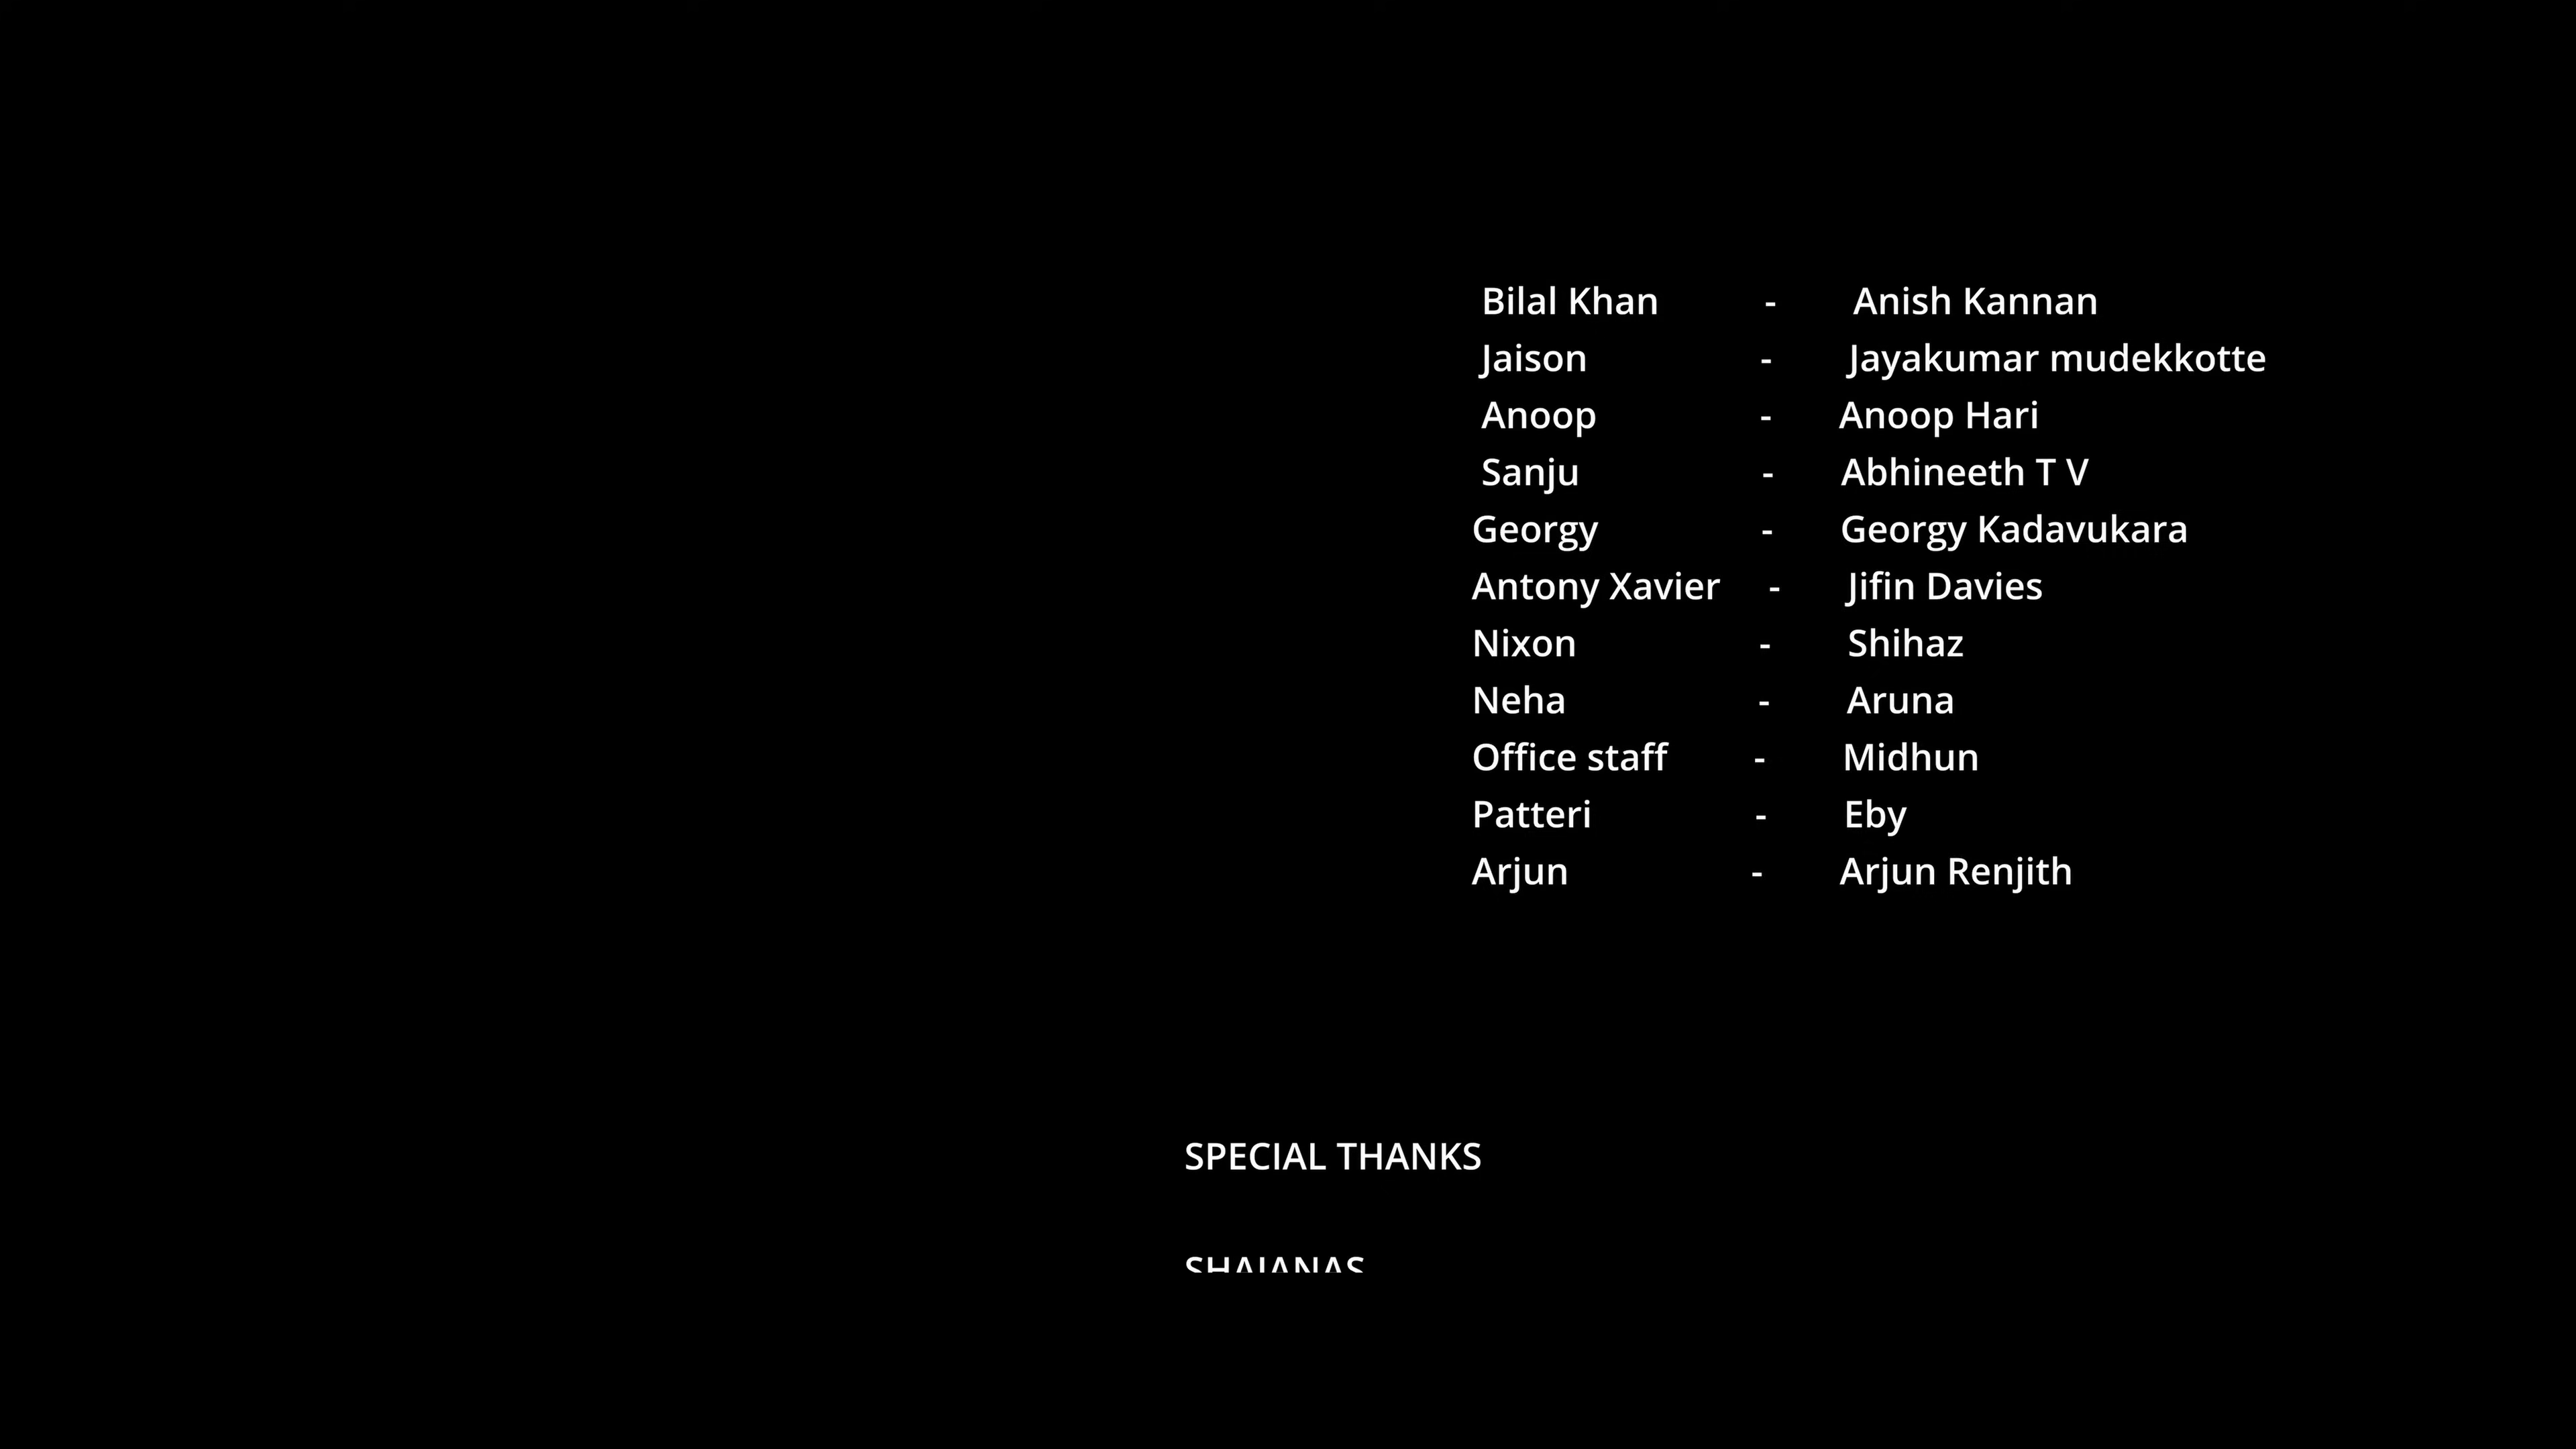 Bilal Khan - Anish Kannan
Jaison - Jayakumar mudekkotte
Anoop - Anoop Hari
Sanju - Abhineeth T V
Georgy - Georgy Kadavukara
Antony Xavier - Jifin Davies
Nixon - Shihaz
Neha - Aruna
Office staff - Midhun
Patteri - Eby
Arjun - Arjun Renjith
SPECIAL THANKS